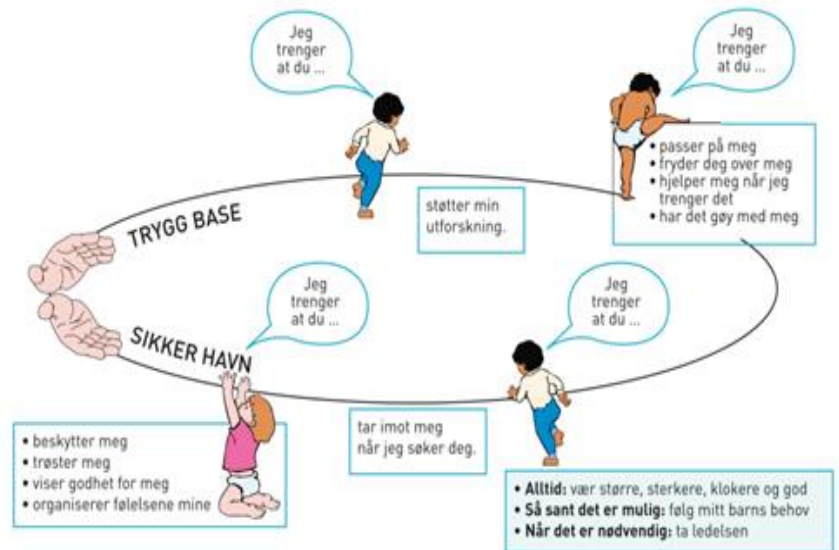 Jeg
trenger
at du ...
Jeg
trenger
at du ...
• passer på meg
• fryder deg over meg
• hjelper meg når jeg
trenger det
• har det gøy med meg
støtter min
utforskning.
TRYGG BASE
SIKKER HAVN
Jeg
trenger
at du ...
Jeg
trenger
at du ...
• beskytter meg
• trøster meg
• viser godhet for meg
• organiserer følelsene mine
tar imot meg
når jeg søker deg.
• Alltid: vær større, sterkere, klokere og god
• Så sant det er mulig: følg mitt barns behov
• Når det er nødvendig: ta ledelsen